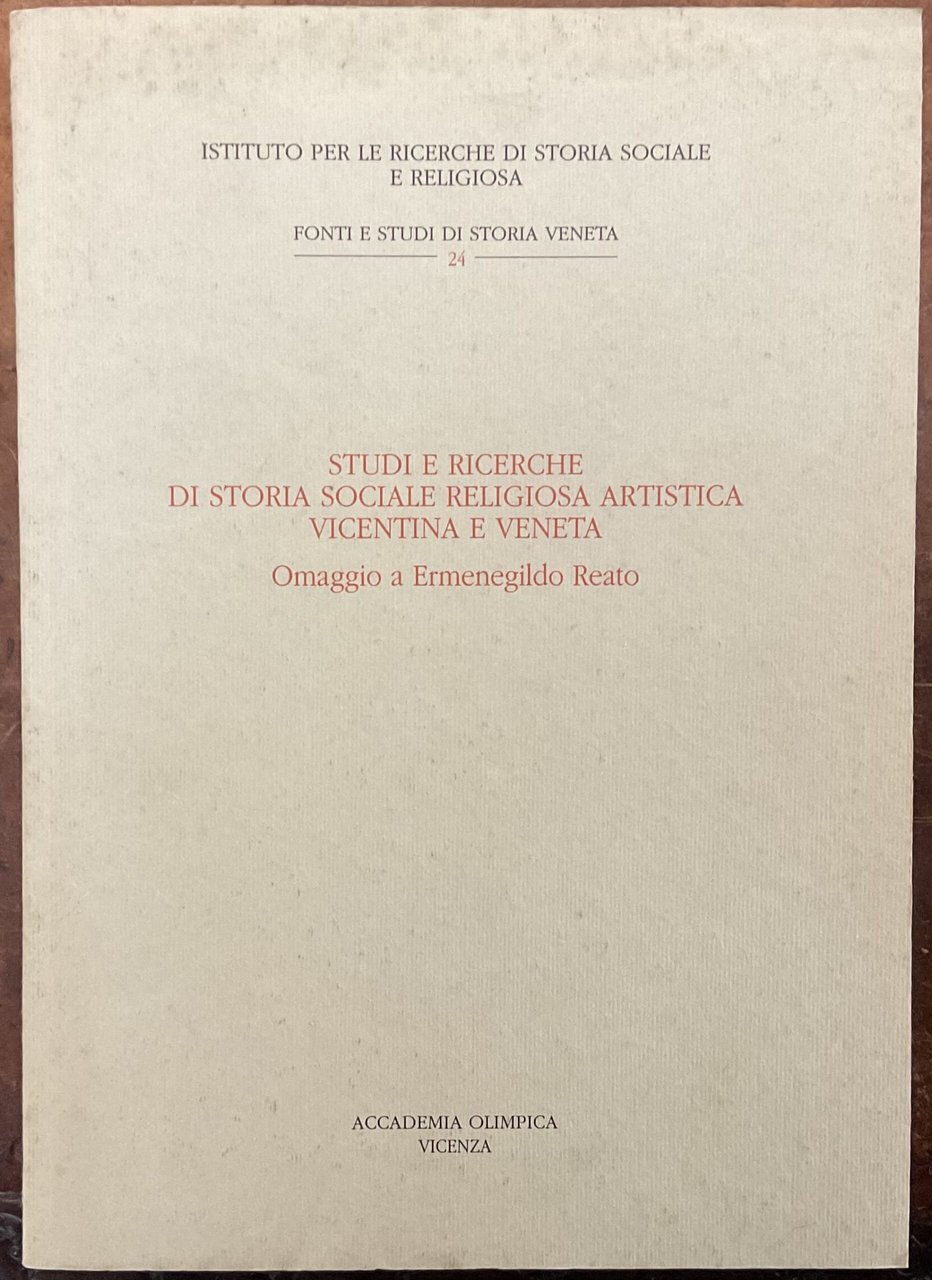 ISTITUTO PER LE RICERCHE DI STORIA SOCIALE
E RELIGIOSA
FONTI E STUDI DI STORIA VENETA
24
STUDI E RICERCHE
DI STORIA SOCIALE RELIGIOSA ARTISTICA
VICENTINA E VENETA
Omaggio a Ermenegildo Reato
ACCADEMIA OLIMPICA
VICENZA